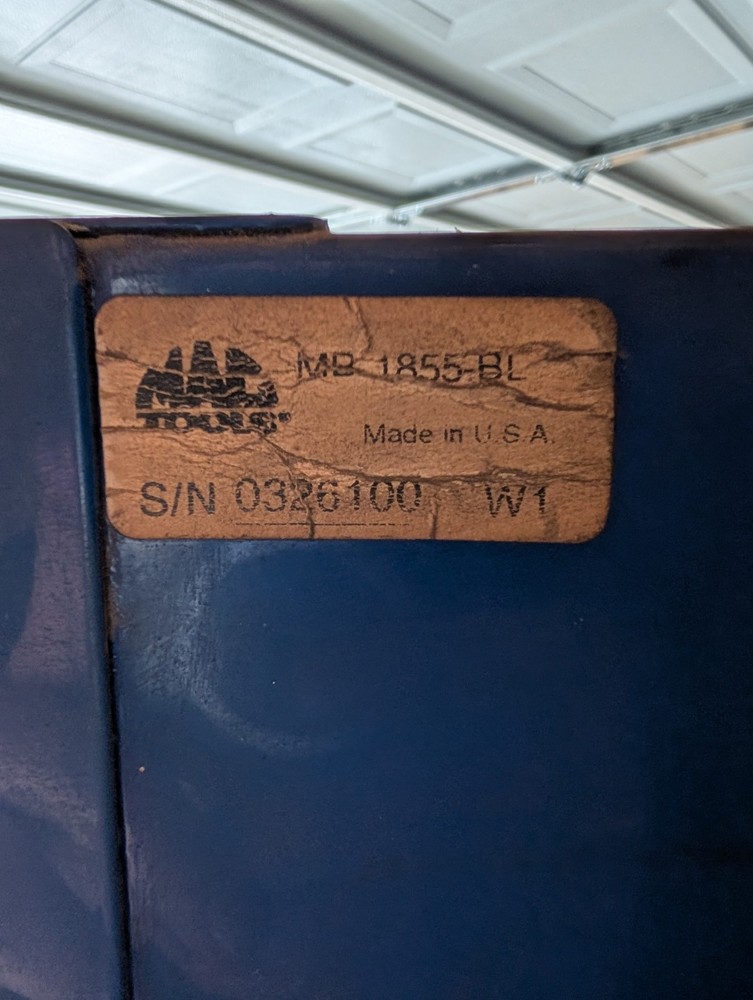 MAC
TOOLS®
MB 1855-BL
Made in U.S.A.
S/N 0326100 W1